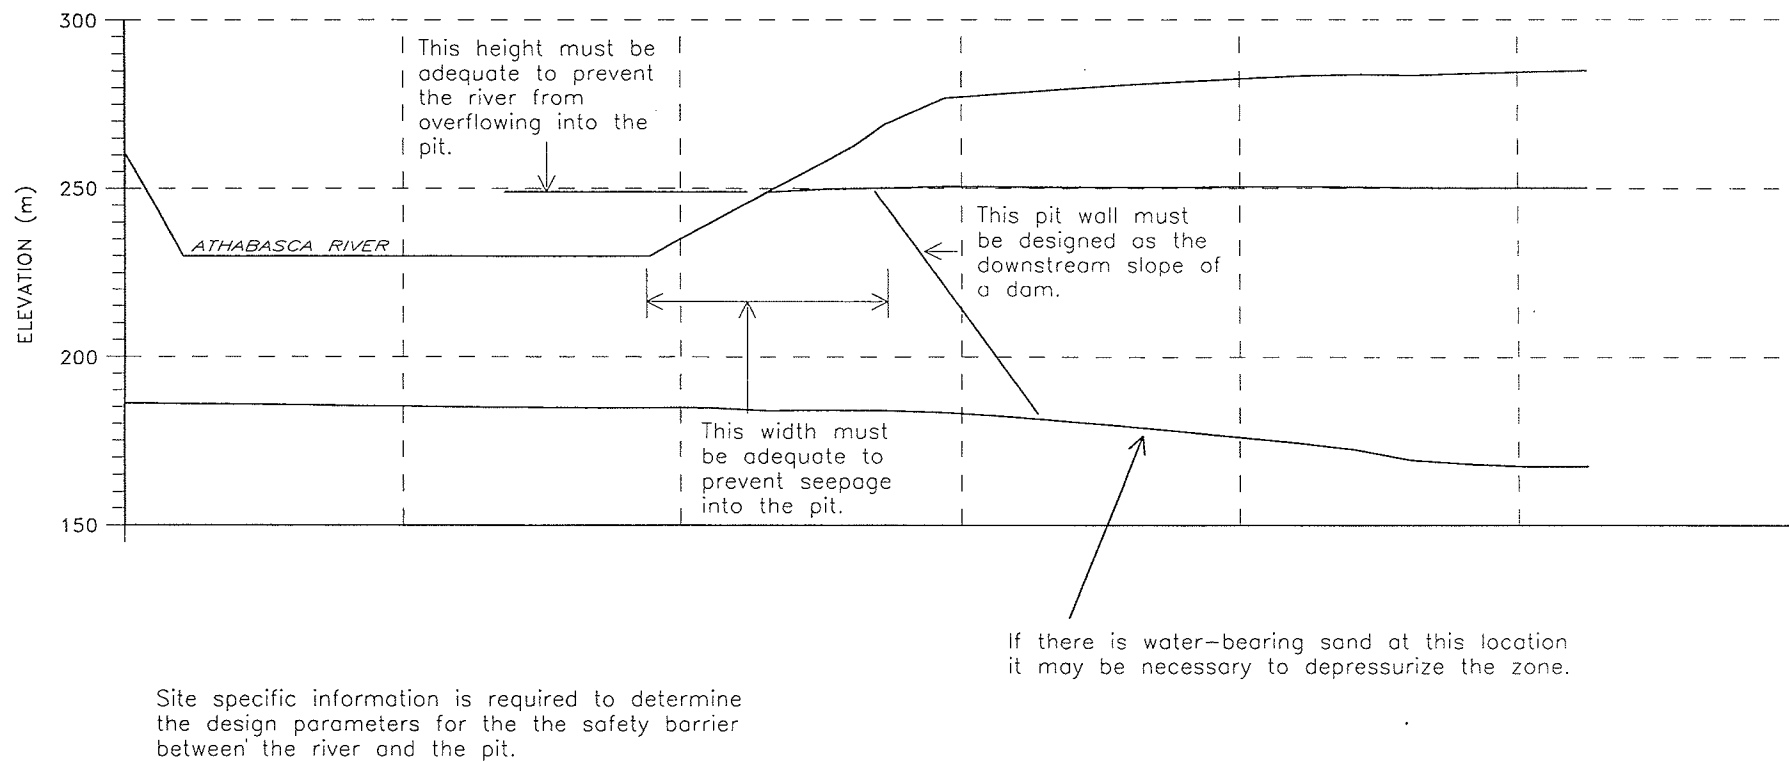 300
This height must be
adequate to prevent
the river from
overflowing into the
pit.
250
ELEVATION (m)
ATHABASCA RIVER
This pit wall must
be designed as the
downstream slope of
a dam.
200
This width must
be adequate to
prevent seepage
into the pit.
150
If there is water-bearing sand at this location
it may be necessary to depressurize the zone.
Site specific information is required to determine
the design parameters for the the safety barrier
between the river and the pit.